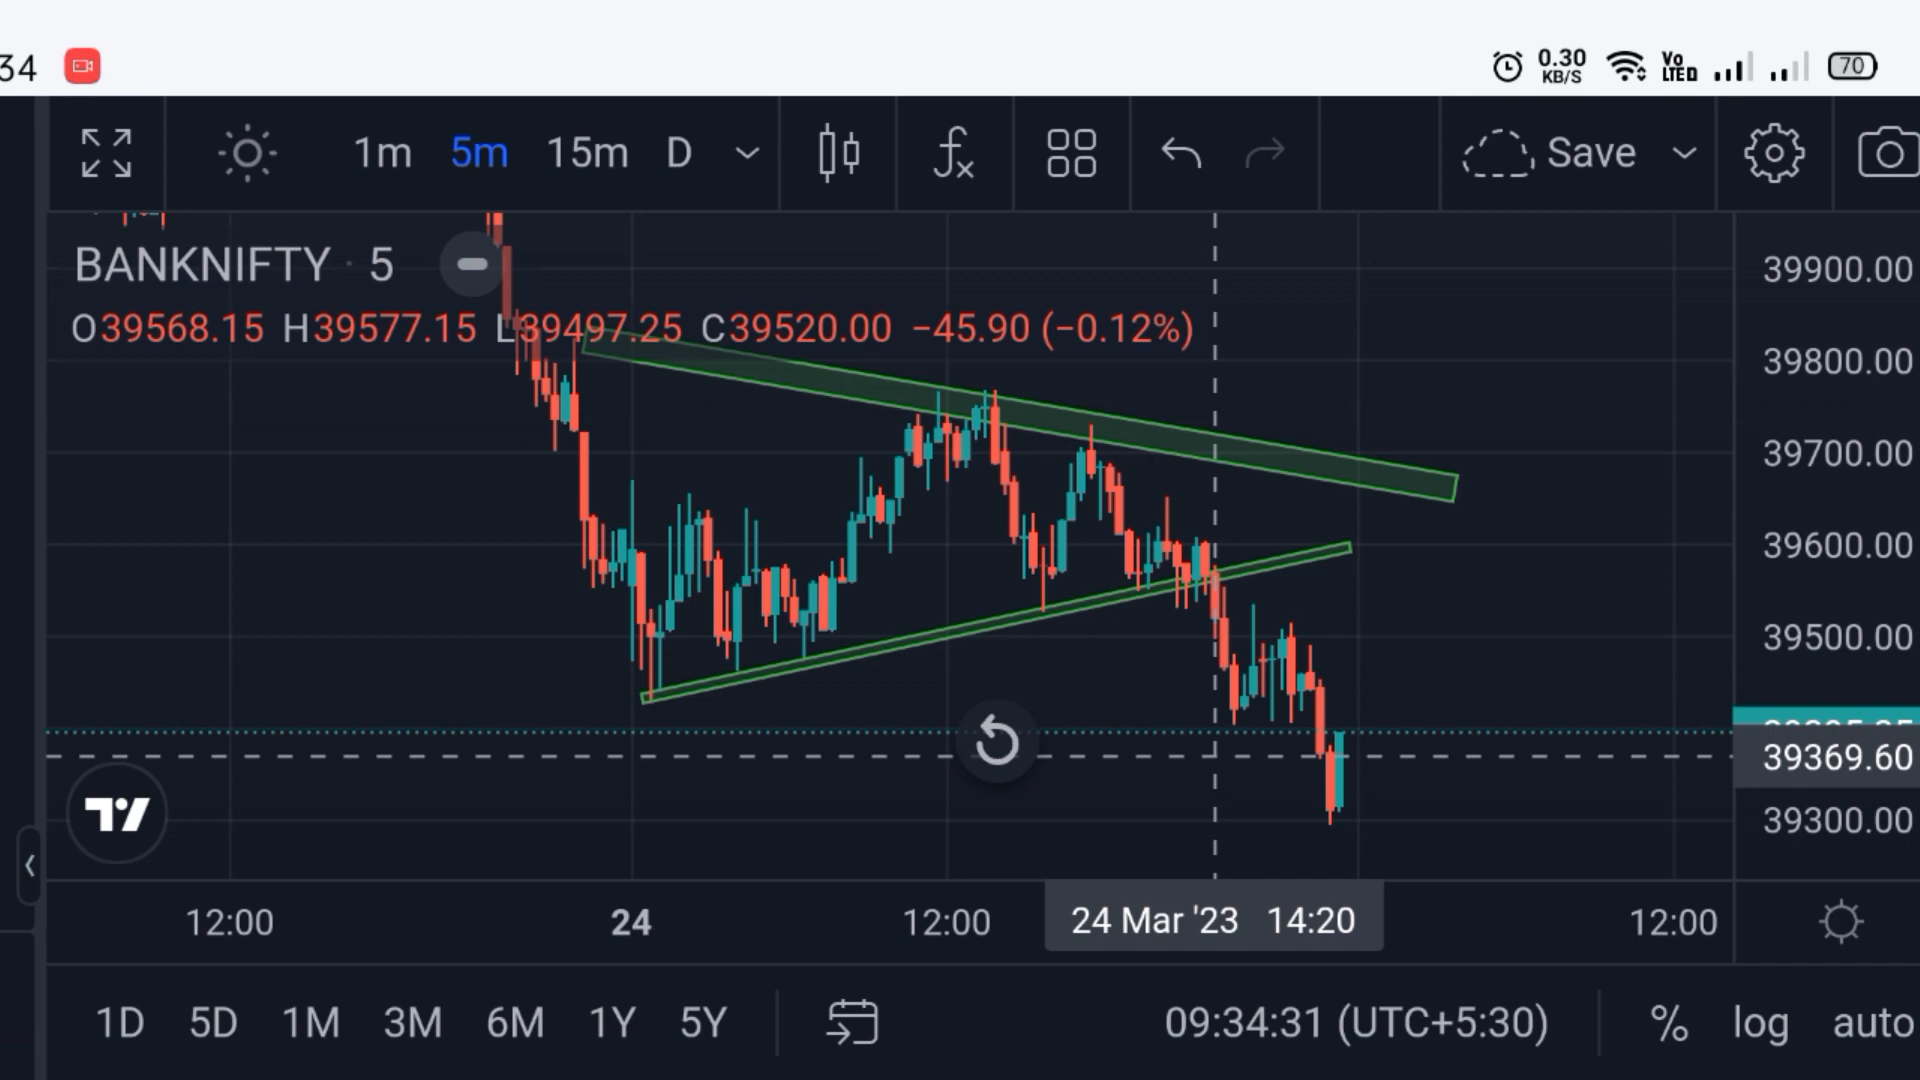 34
0.30
KB/S
Vo
LTE
70
1m 5m 15m D
Save
BANKNIFTY · 5
O39568.15 H39577.15 L39497.25 C39520.00 −45.90 (−0.12%)
39900.00
39800.00
39700.00
39600.00
39500.00
39369.60
39300.00
12:00 24 12:00 24 Mar '23 14:20 12:00
1D 5D 1M 3M 6M 1Y 5Y 09:34:31 (UTC+5:30) % log auto